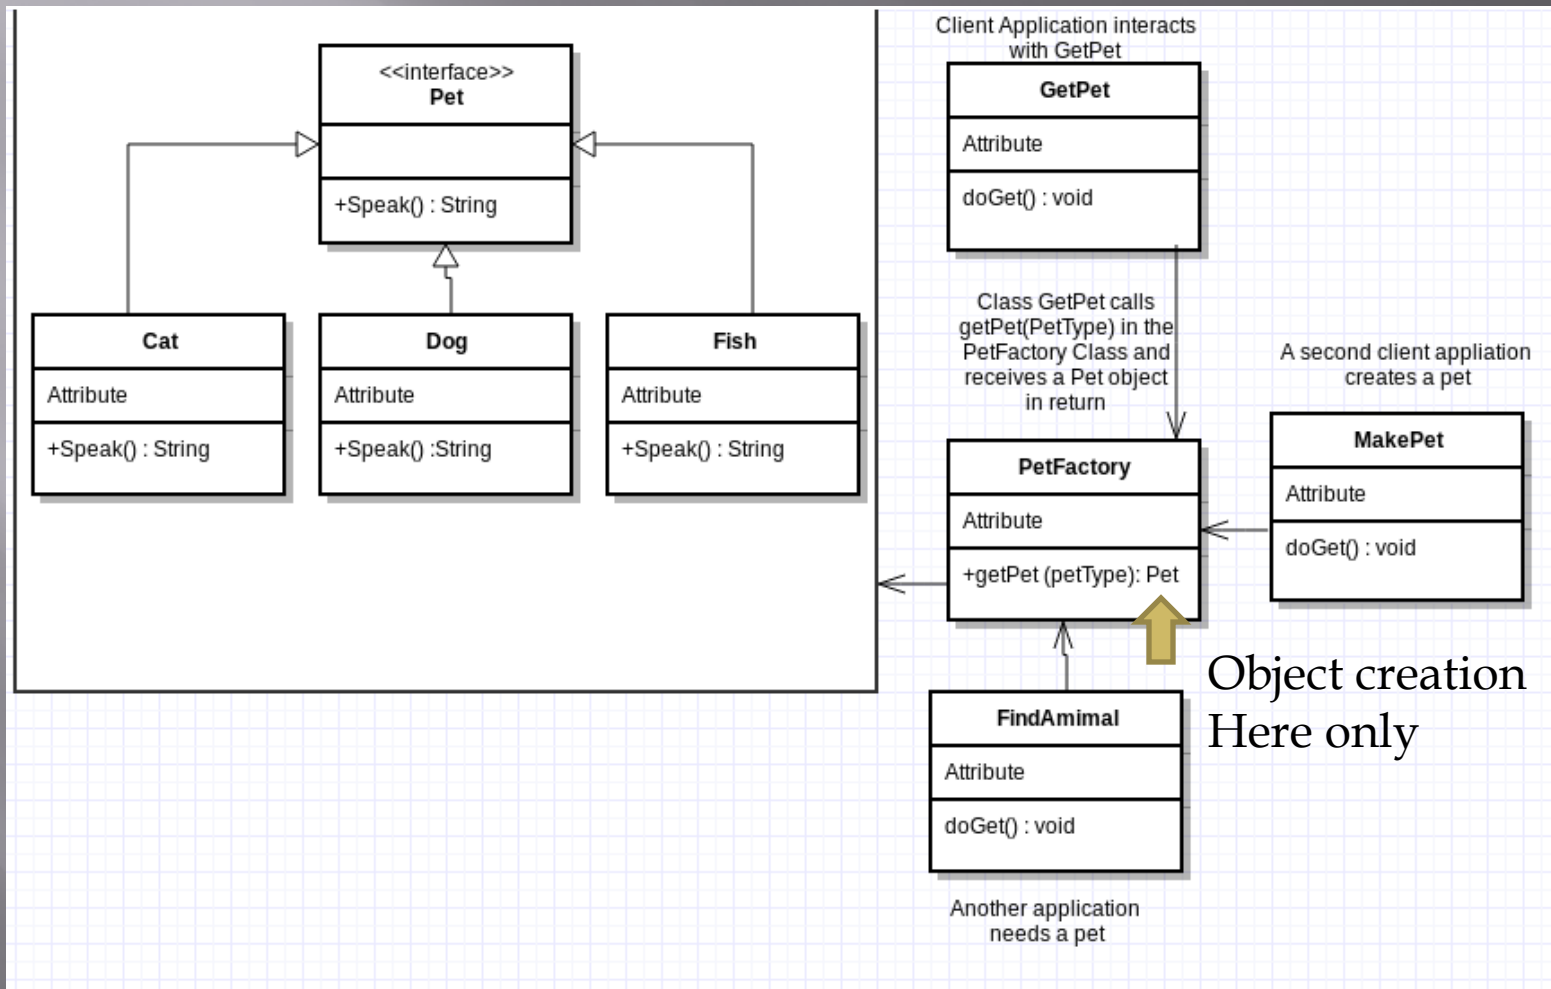 <<interface>>
Pet
+Speak() : String
Cat
Attribute
+Speak() : String
Dog
Attribute
+Speak() :String
Fish
Attribute
+Speak() : String
Client Application interacts
with GetPet
GetPet
Attribute
doGet() : void
Class GetPet calls
getPet(PetType) in the
PetFactory Class and
receives a Pet object
in return
A second client appliation
creates a pet
MakePet
Attribute
doGet() : void
PetFactory
Attribute
+getPet (petType): Pet
Object creation
Here only
FindAmimal
Attribute
doGet() : void
Another application
needs a pet